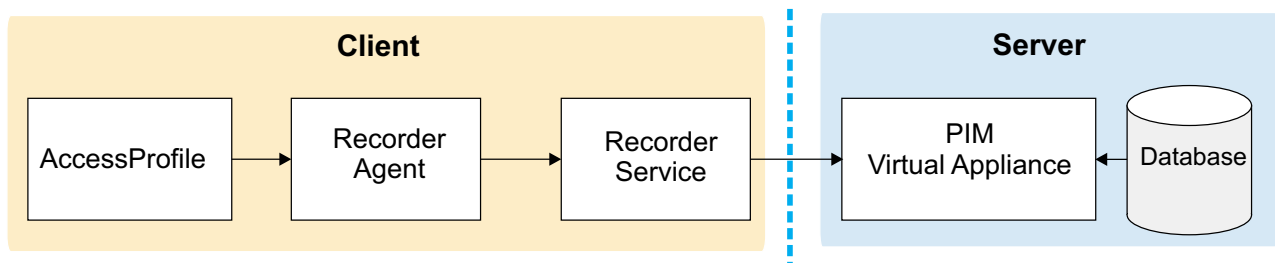 Client
Server
AccessProfile
Recorder
Agent
Recorder
Service
PIM
Virtual Appliance
Database